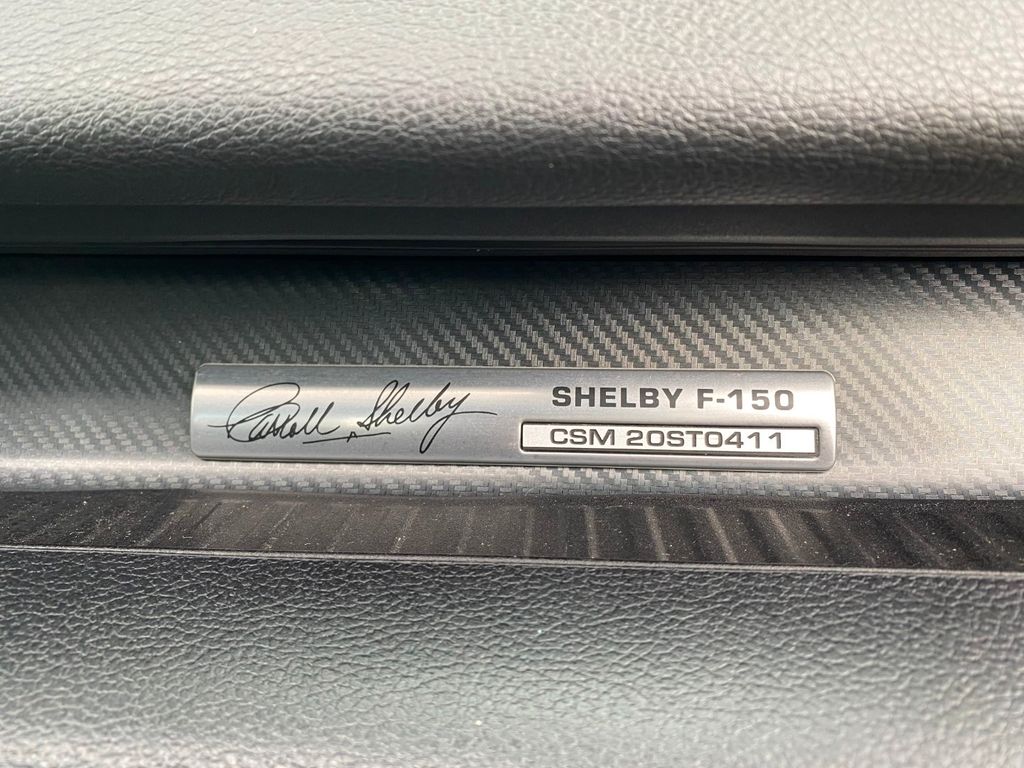 Carroll Shelby
SHELBY F-150
CSM 20ST0411